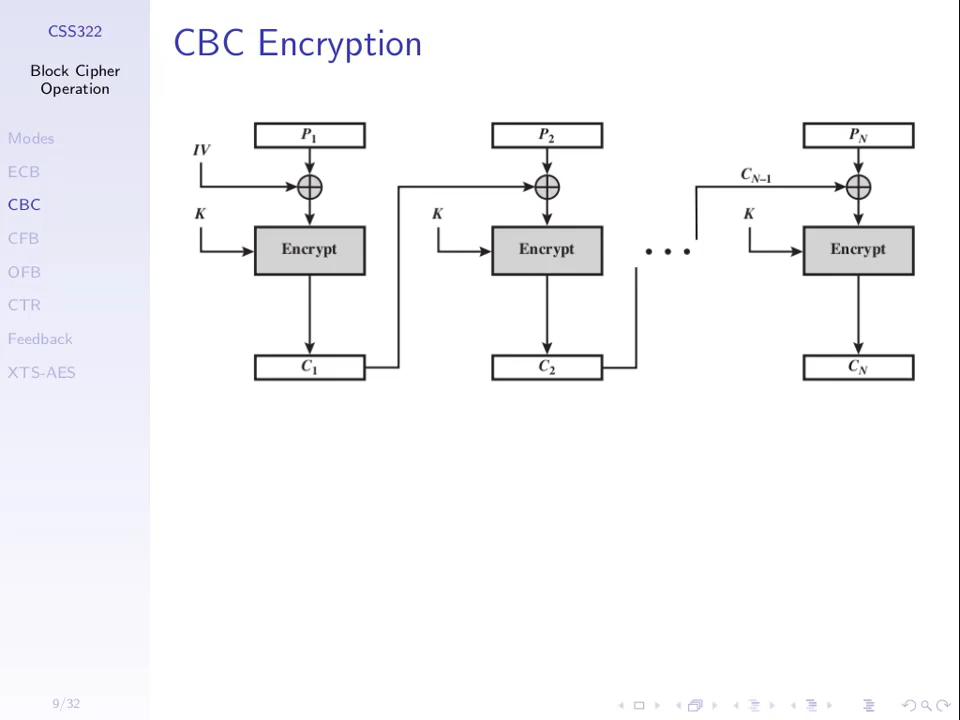 CSS322
Block Cipher
Operation
Modes
ECB
CBC
CFB
OFB
CTR
Feedback
XTS-AES
9/32
CBC Encryption
P1
P2
PN
IV
CN–1
K
K
K
Encrypt
Encrypt
• • •
Encrypt
C1
C2
CN